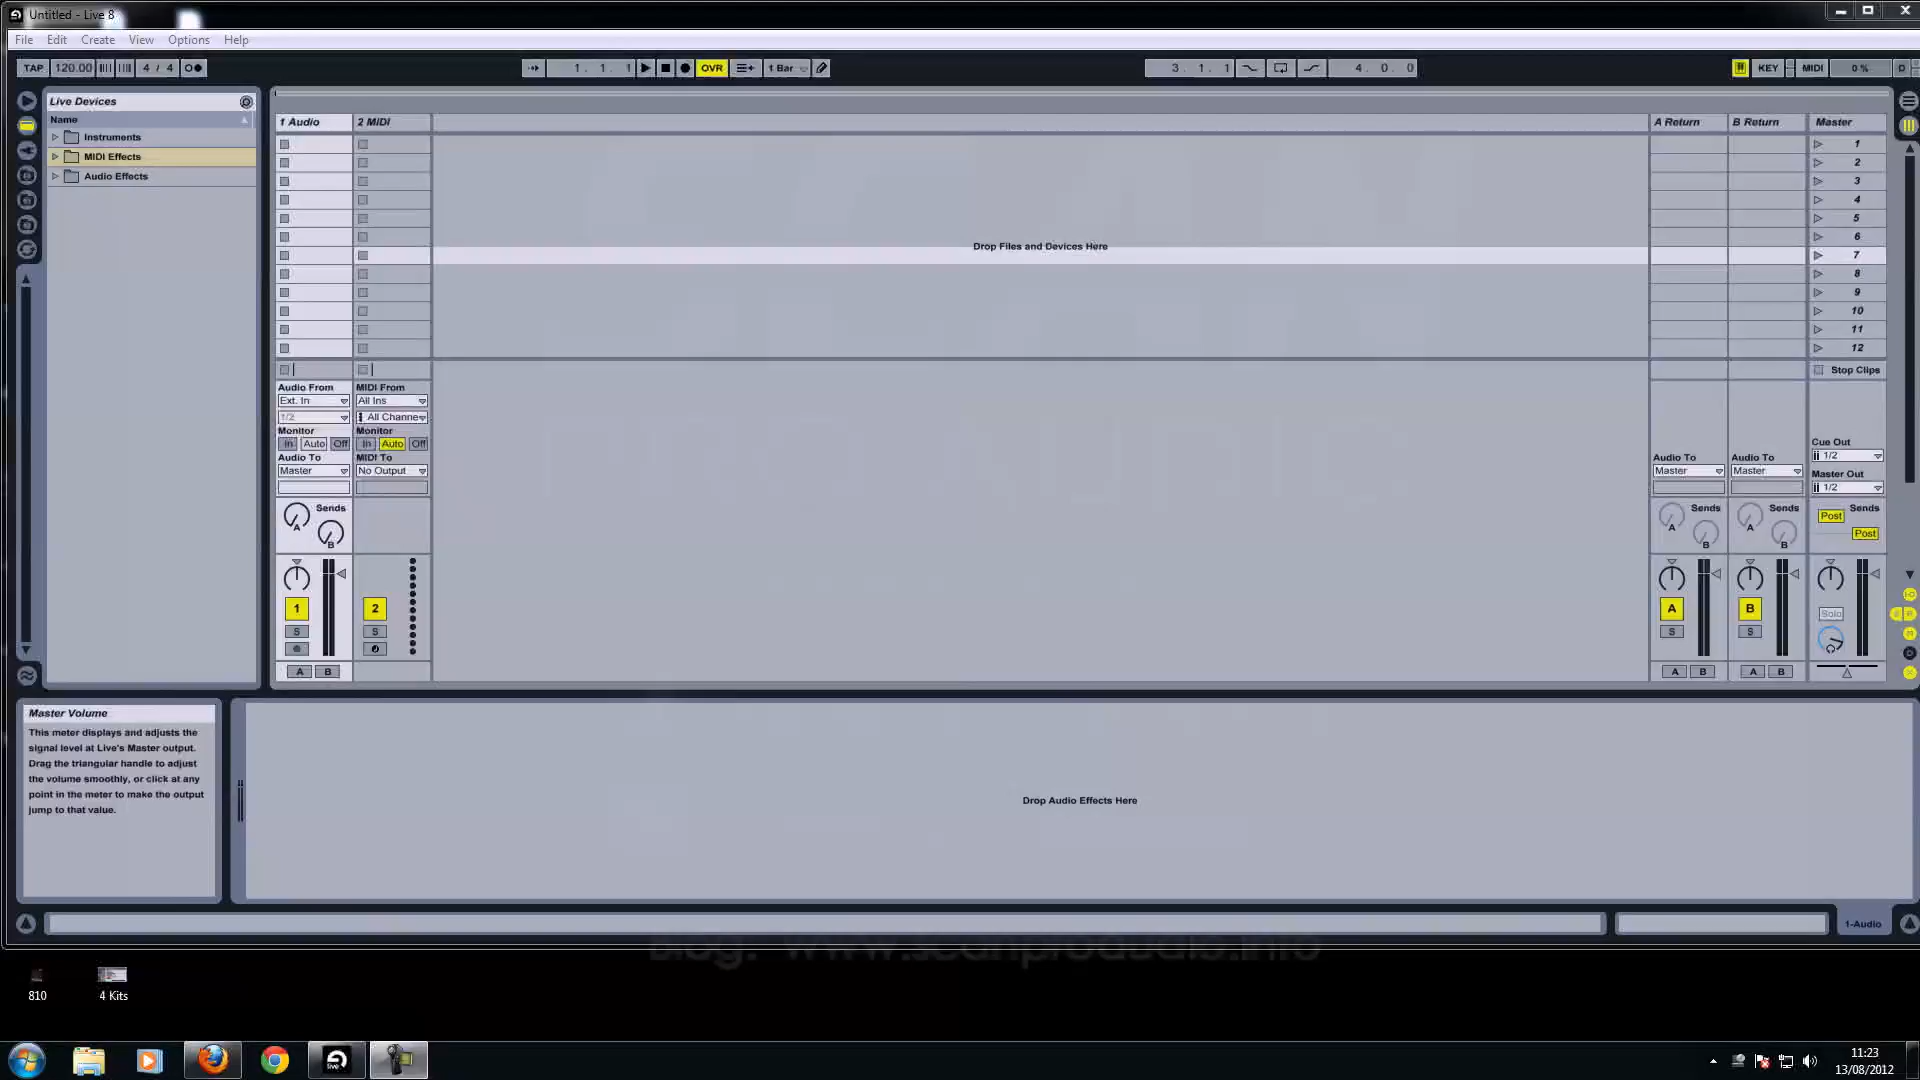 Untitled - Live 8
File Edit Create View Options Help
TAP 120.00 4 / 4 1. 1. 1 OVR 1 Bar 3. 1. 1 4. 0. 0 KEY MIDI 0 % D
Live Devices
Name
Instruments
MIDI Effects
Audio Effects
1 Audio 2 MIDI A Return B Return Master
1
2
3
4
5
6
Drop Files and Devices Here
7
8
9
10
11
12
Stop Clips
Audio From MIDI From
Ext. In All Ins
1/2 All Channe
Monitor Monitor
In Auto Off In Auto Off
Audio To MIDI To Audio To Audio To
Master No Output Master Master
Cue Out
1/2
Master Out
1/2
Sends Sends Sends Sends
A A A Post
B B B Post
1 2 A B Solo
S S S S
A B A B A B
Master Volume
This meter displays and adjusts the
signal level at Live's Master output.
Drag the triangular handle to adjust
the volume smoothly, or click at any
point in the meter to make the output
jump to that value.
Drop Audio Effects Here
1-Audio
Blog: www.scanproaudio.info
810 4 Kits
live
11:23
13/08/2012